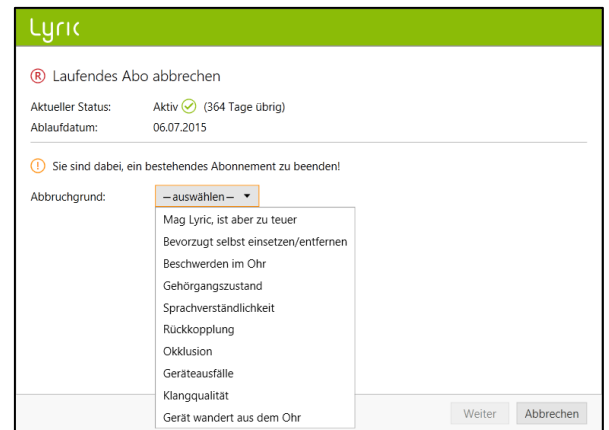 Lyric
R Laufendes Abo abbrechen
Aktueller Status: Aktiv (364 Tage übrig)
Ablaufdatum: 06.07.2015
! Sie sind dabei, ein bestehendes Abonnement zu beenden!
Abbruchgrund: –auswählen–
Mag Lyric, ist aber zu teuer
Bevorzugt selbst einsetzen/entfernen
Beschwerden im Ohr
Gehörgangszustand
Sprachverständlichkeit
Rückkopplung
Okklusion
Geräteausfälle
Klangqualität
Gerät wandert aus dem Ohr
Weiter Abbrechen